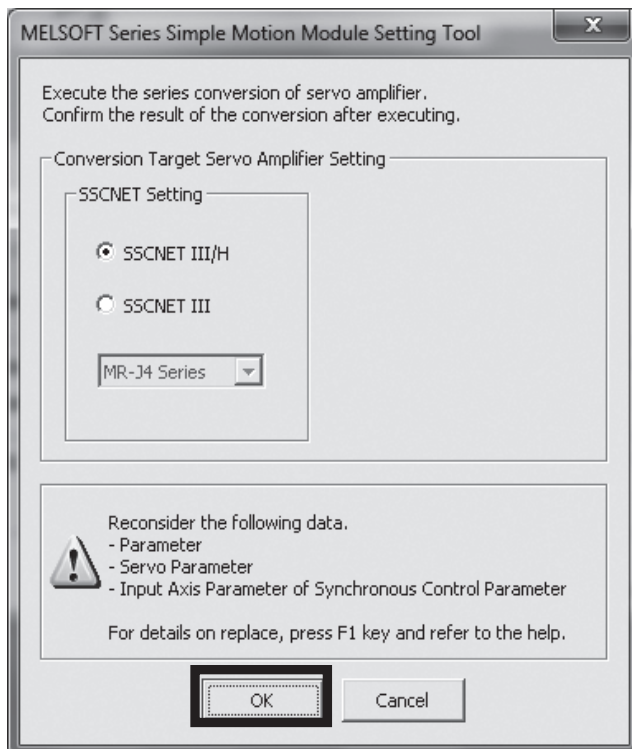 MELSOFT Series Simple Motion Module Setting Tool
Execute the series conversion of servo amplifier.
Confirm the result of the conversion after executing.
Conversion Target Servo Amplifier Setting
SSCNET Setting
SSCNET III/H
SSCNET III
MR-J4 Series
Reconsider the following data.
- Parameter
- Servo Parameter
- Input Axis Parameter of Synchronous Control Parameter
For details on replace, press F1 key and refer to the help.
OK
Cancel